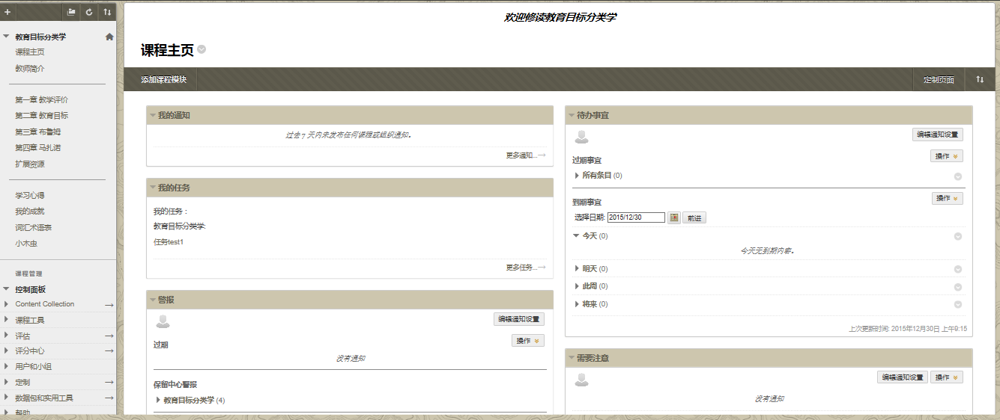 欢迎修读教育目标分类学
教育目标分类学
课程主页
教师简介
第一章 教学评价
第二章 教育目标
第三章 布鲁姆
第四章 马扎诺
扩展资源
学习心得
我的成就
词汇术语表
小木虫
课程管理
控制面板
Content Collection
课程工具
评估
评分中心
用户和小组
定制
数据包和实用工具
帮助
课程主页
添加课程模块
定制页面
我的通知
过去 7 天内未发布任何课程或组织通知。
更多通知...
我的任务
我的任务：
教育目标分类学:
任务test1
更多任务...
警报
编辑通知设置
过期
操作
没有通知
保留中心警报
教育目标分类学 (4)
待办事宜
编辑通知设置
过期事宜
操作
所有条目 (0)
到期事宜
操作
选择日期: 2015/12/30 前进
今天 (0)
今天无到期内容。
明天 (0)
此周 (0)
将来 (0)
上次更新时间: 2015年12月30日 上午9:15
需要注意
编辑通知设置 操作
没有通知